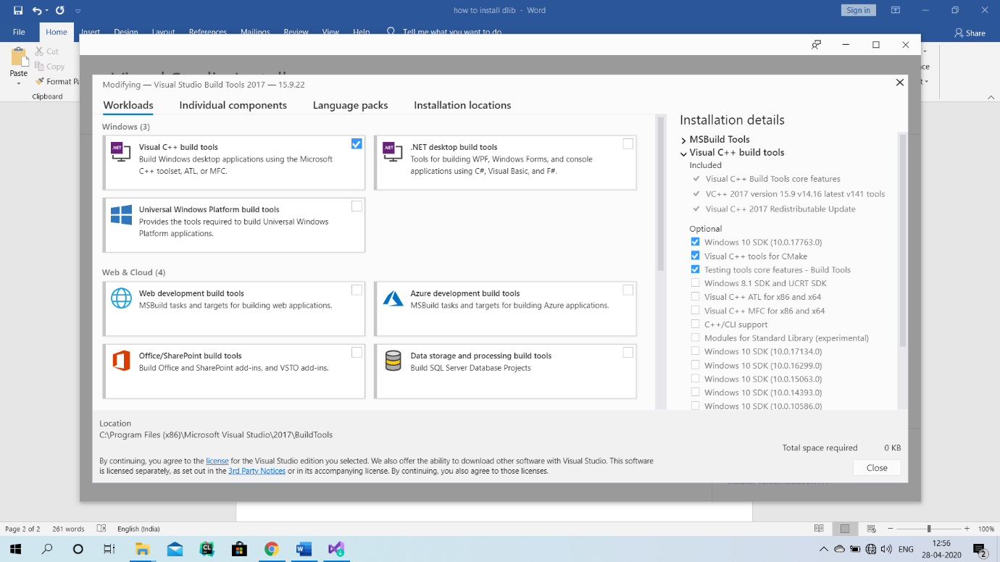 how to install dlib - Word
Sign in
File
Home
Insert
Design
Layout
References
Mailings
Review
View
Help
Tell me what you want to do
Share
Paste
Cut
Copy
Format Pa
Clipboard
Modifying — Visual Studio Build Tools 2017 — 15.9.22
Workloads
Individual components
Language packs
Installation locations
Windows (3)
.NET
Visual C++ build tools
Build Windows desktop applications using the Microsoft
C++ toolset, ATL, or MFC.
.NET
.NET desktop build tools
Tools for building WPF, Windows Forms, and console
applications using C#, Visual Basic, and F#.
Universal Windows Platform build tools
Provides the tools required to build Universal Windows
Platform applications.
Web & Cloud (4)
Web development build tools
MSBuild tasks and targets for building web applications.
Azure development build tools
MSBuild tasks and targets for building Azure applications.
Office/SharePoint build tools
Build Office and SharePoint add-ins, and VSTO add-ins.
Data storage and processing build tools
Build SQL Server Database Projects
Installation details
MSBuild Tools
Visual C++ build tools
Included
Visual C++ Build Tools core features
VC++ 2017 version 15.9 v14.16 latest v141 tools
Visual C++ 2017 Redistributable Update
Optional
Windows 10 SDK (10.0.17763.0)
Visual C++ tools for CMake
Testing tools core features - Build Tools
Windows 8.1 SDK and UCRT SDK
Visual C++ ATL for x86 and x64
Visual C++ MFC for x86 and x64
C++/CLI support
Modules for Standard Library (experimental)
Windows 10 SDK (10.0.17134.0)
Windows 10 SDK (10.0.16299.0)
Windows 10 SDK (10.0.15063.0)
Windows 10 SDK (10.0.14393.0)
Windows 10 SDK (10.0.10586.0)
Location
C:\Program Files (x86)\Microsoft Visual Studio\2017\BuildTools
Total space required 0 KB
By continuing, you agree to the license for the Visual Studio edition you selected. We also offer the ability to download other software with Visual Studio. This software
is licensed separately, as set out in the 3rd Party Notices or in its accompanying license. By continuing, you also agree to those licenses.
Close
Page 2 of 2
261 words
English (India)
100%
CL
ENG
12:56
28-04-2020
2